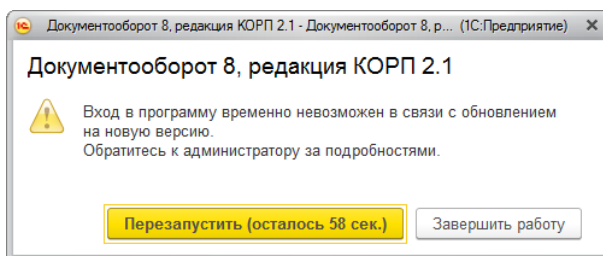 1С Документооборот 8, редакция КОРП 2.1 - Документооборот 8, р... (1С:Предприятие) ×
Документооборот 8, редакция КОРП 2.1
Вход в программу временно невозможен в связи с обновлением
на новую версию.
Обратитесь к администратору за подробностями.
Перезапустить (осталось 58 сек.) Завершить работу